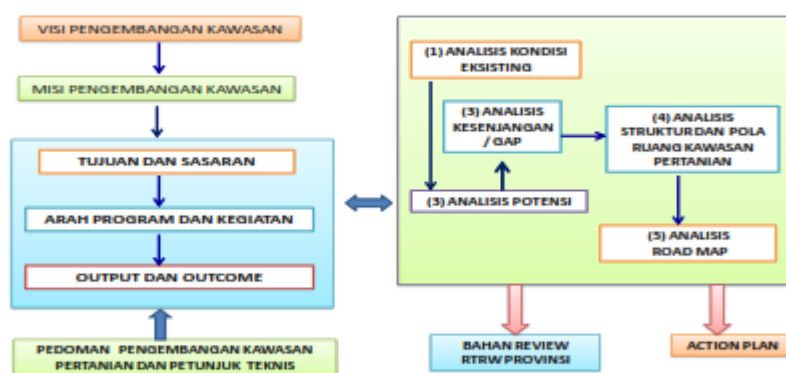 VISI PENGEMBANGAN KAWASAN
MISI PENGEMBANGAN KAWASAN
TUJUAN DAN SASARAN
ARAH PROGRAM DAN KEGIATAN
OUTPUT DAN OUTCOME
PEDOMAN PENGEMBANGAN KAWASAN
PERTANIAN DAN PETUNJUK TEKNIS
(1) ANALISIS KONDISI
EKSISTING
(3) ANALISIS
KESENJANGAN
/ GAP
(3) ANALISIS POTENSI
(4) ANALISIS
STRUKTUR DAN POLA
RUANG KAWASAN
PERTANIAN
(5) ANALISIS
ROAD MAP
BAHAN REVIEW
RTRW PROVINSI
ACTION PLAN